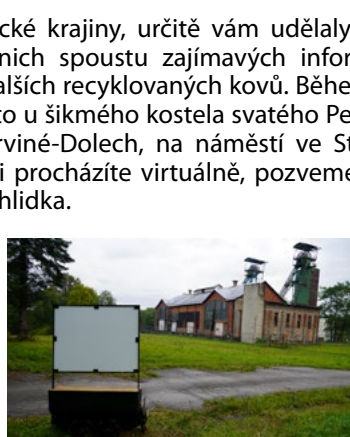 cké krajiny, určitě vám udělaly
nich spoustu zajímavých infor
alších recyklovaných kovů. Běhe
to u šikmého kostela svatého Pe
rviné-Dolech, na náměstí ve St
i procházíte virtuálně, pozveme
hlídka.